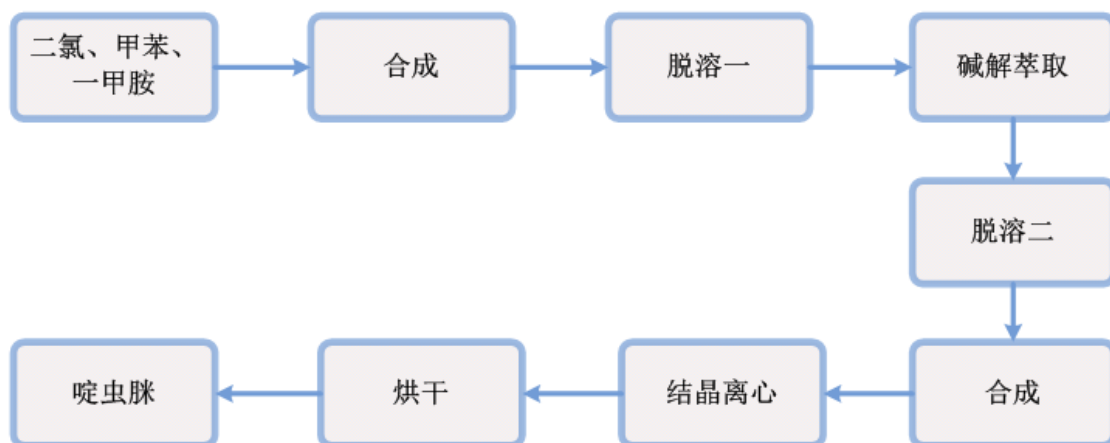 二氯、甲苯、
一甲胺
合成
脱溶一
碱解萃取
脱溶二
合成
结晶离心
烘干
啶虫脒